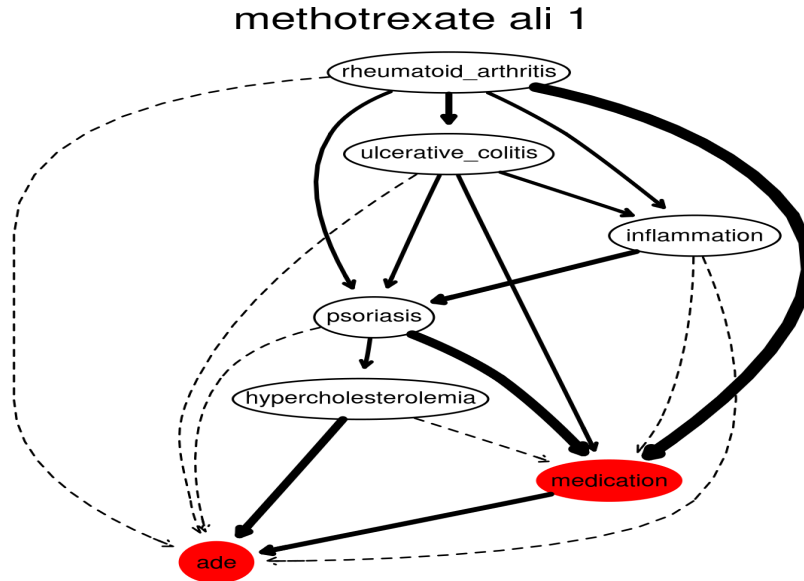 methotrexate ali 1
rheumatoid_arthritis
ulcerative_colitis
inflammation
psoriasis
hypercholesterolemia
medication
ade